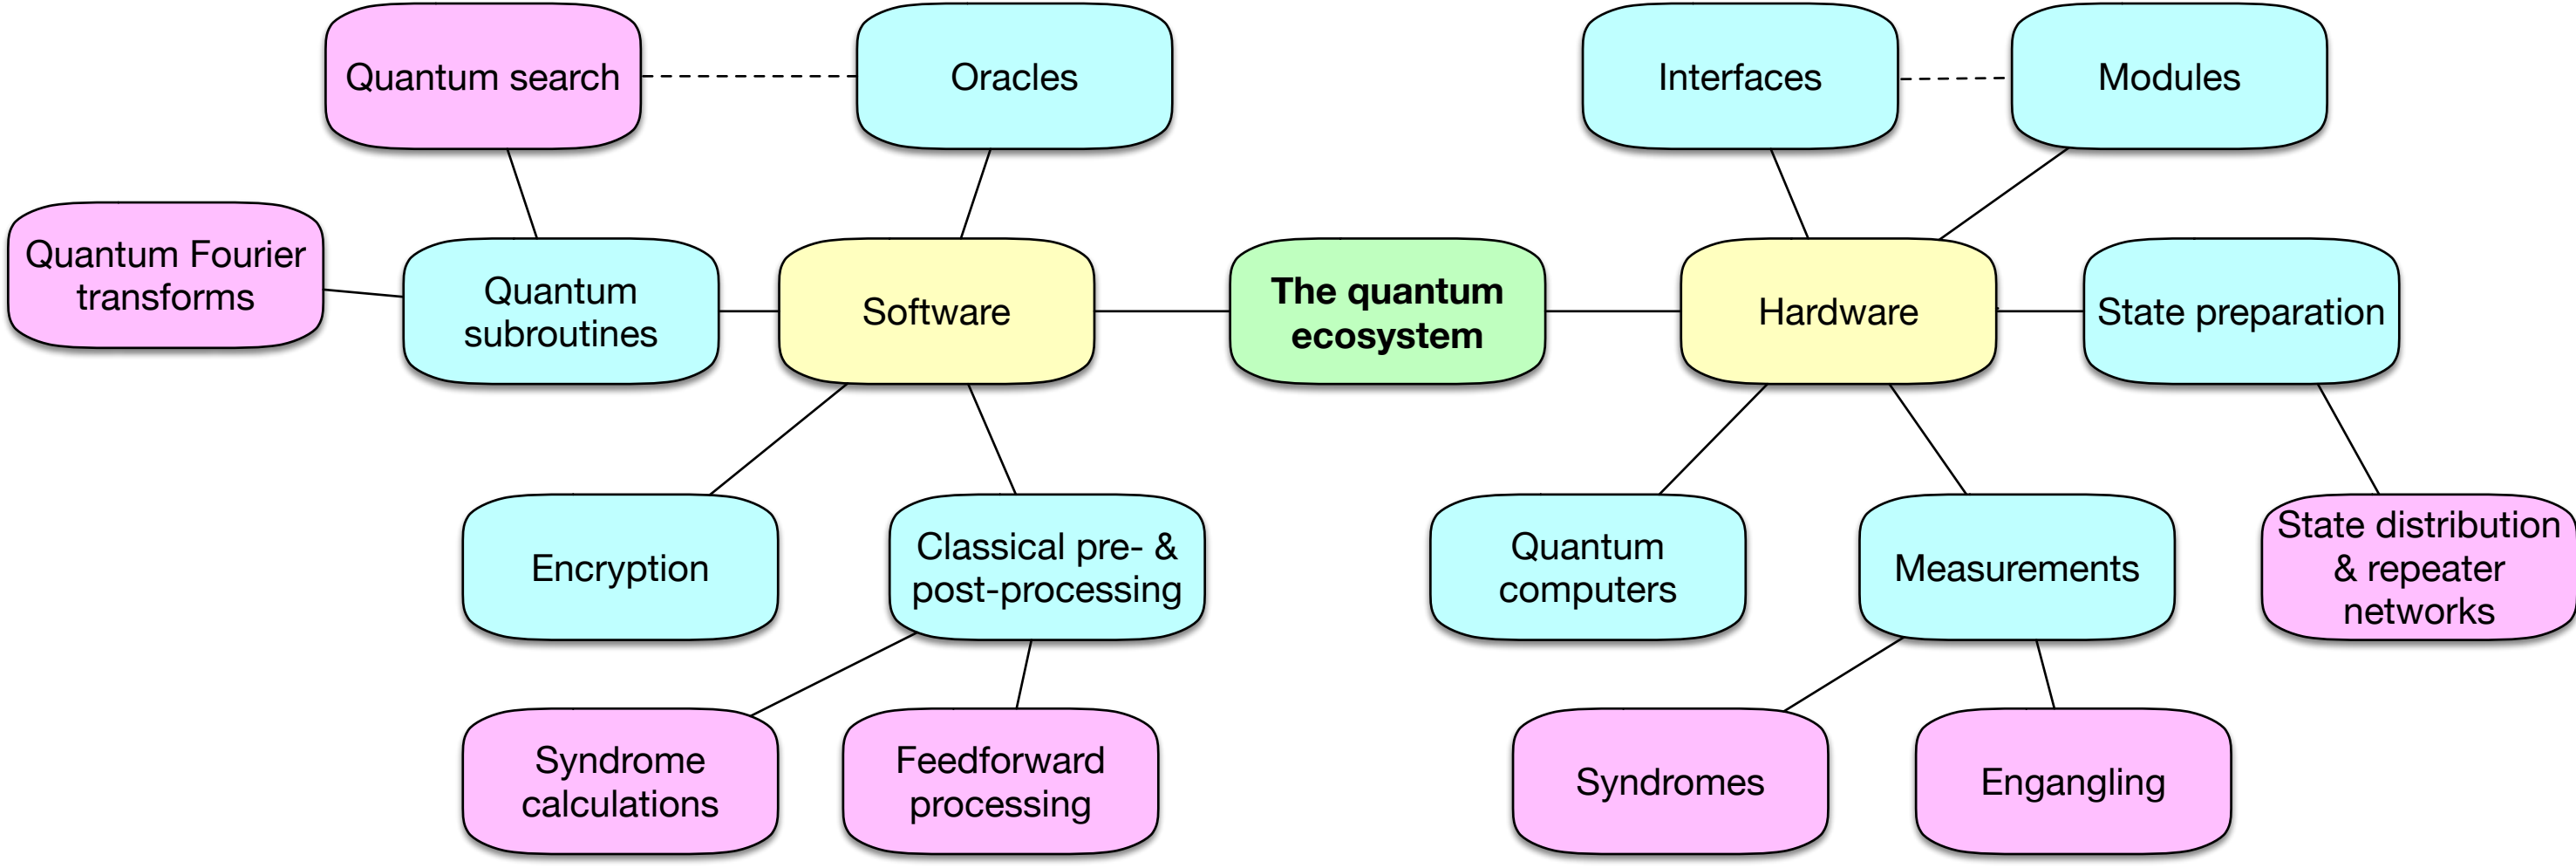 Quantum search
Oracles
Interfaces
Modules
Quantum Fourier
transforms
Quantum
subroutines
Software
The quantum
ecosystem
Hardware
State preparation
Encryption
Classical pre- &
post-processing
Quantum
computers
Measurements
State distribution
& repeater
networks
Syndrome
calculations
Feedforward
processing
Syndromes
Engangling